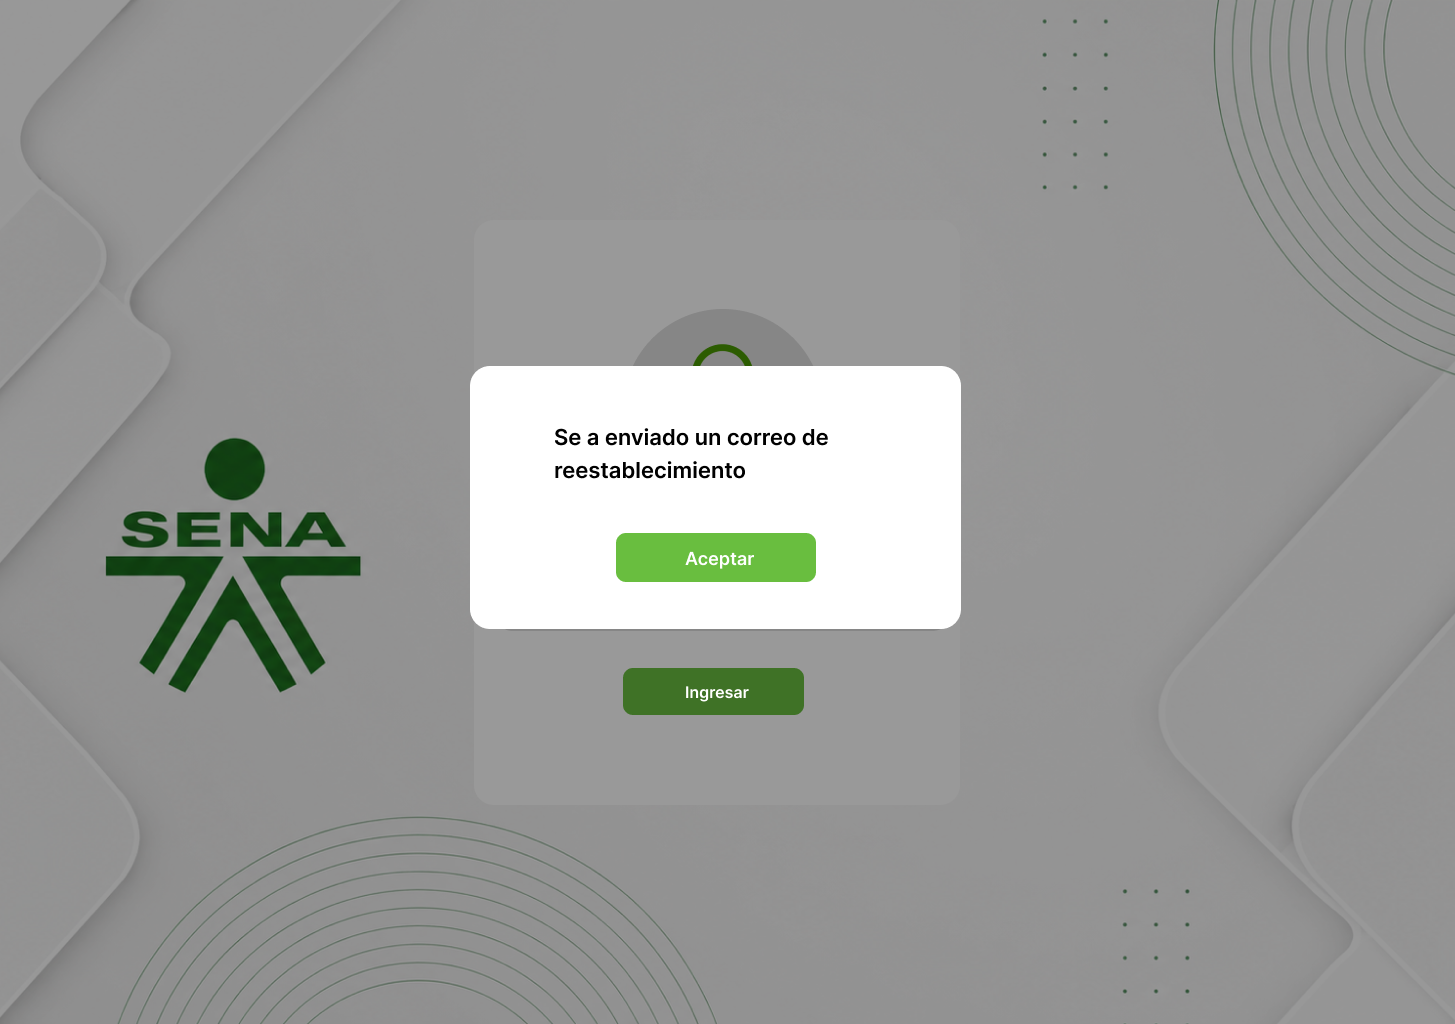 SENA
Se a enviado un correo de
reestablecimiento
Aceptar
Ingresar